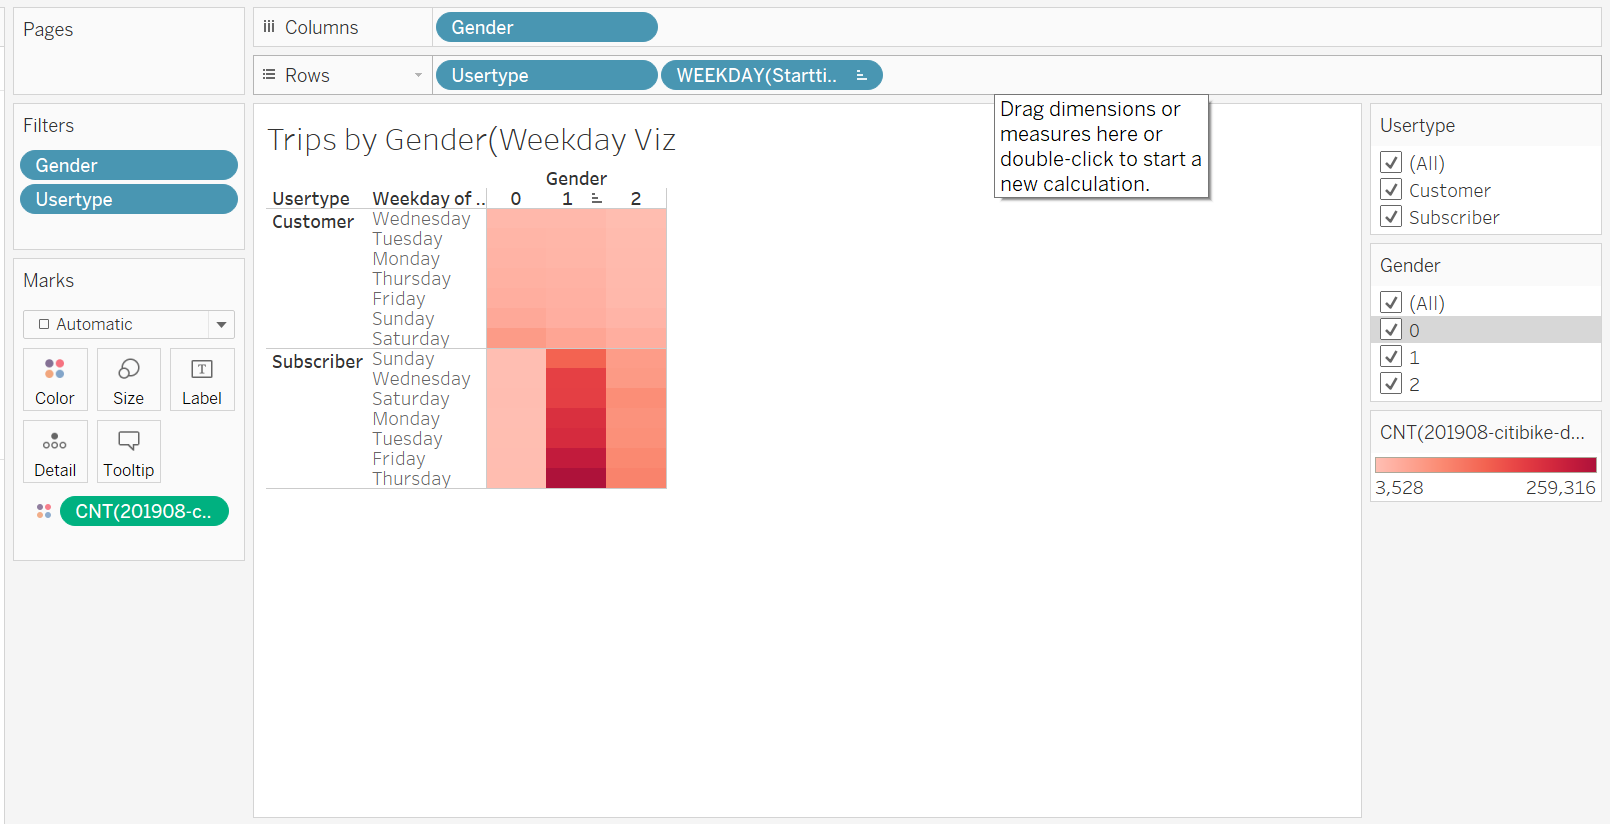 Pages
Columns
Gender
Rows
Usertype
WEEKDAY(Startti..
Filters
Gender
Usertype
Marks
Automatic
Color
Size
Label
Detail
Tooltip
CNT(201908-c..
Trips by Gender(Weekday Viz
Gender
Usertype Weekday of .. 0 1 2
Customer Wednesday
Tuesday
Monday
Thursday
Friday
Sunday
Saturday
Subscriber Sunday
Wednesday
Saturday
Monday
Tuesday
Friday
Thursday
Drag dimensions or
measures here or
double-click to start a
new calculation.
Usertype
(All)
Customer
Subscriber
Gender
(All)
0
1
2
CNT(201908-citibike-d...
3,528 259,316